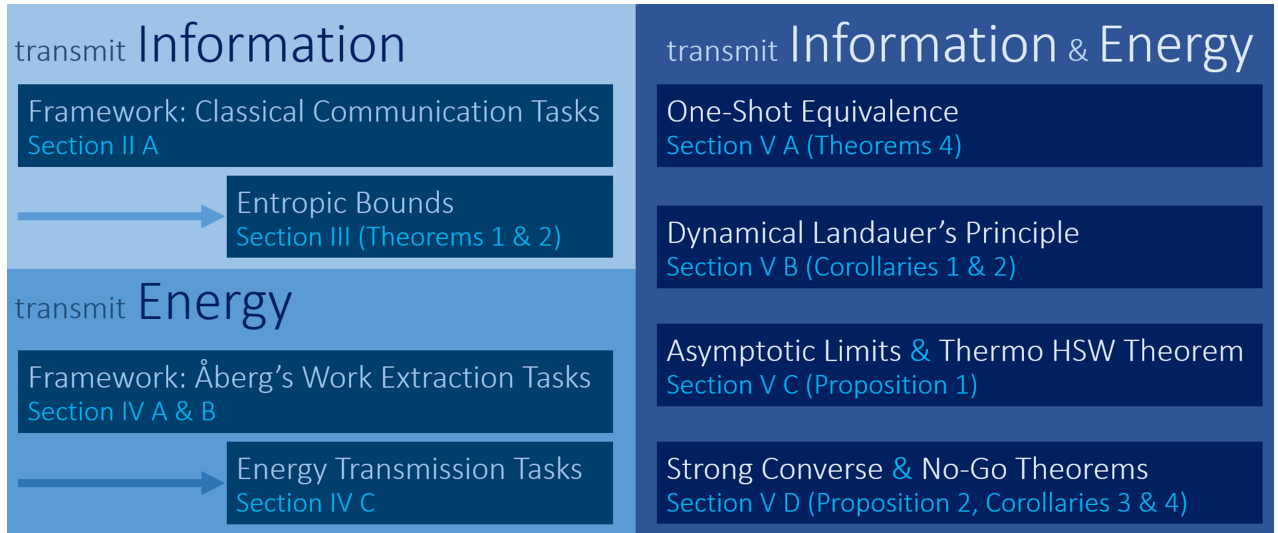 transmit Information
Framework: Classical Communication Tasks
Section II A
Entropic Bounds
Section III (Theorems 1 & 2)
transmit Energy
Framework: Åberg's Work Extraction Tasks
Section IV A & B
Energy Transmission Tasks
Section IV C
transmit Information & Energy
One-Shot Equivalence
Section V A (Theorems 4)
Dynamical Landauer's Principle
Section V B (Corollaries 1 & 2)
Asymptotic Limits & Thermo HSW Theorem
Section V C (Proposition 1)
Strong Converse & No-Go Theorems
Section V D (Proposition 2, Corollaries 3 & 4)